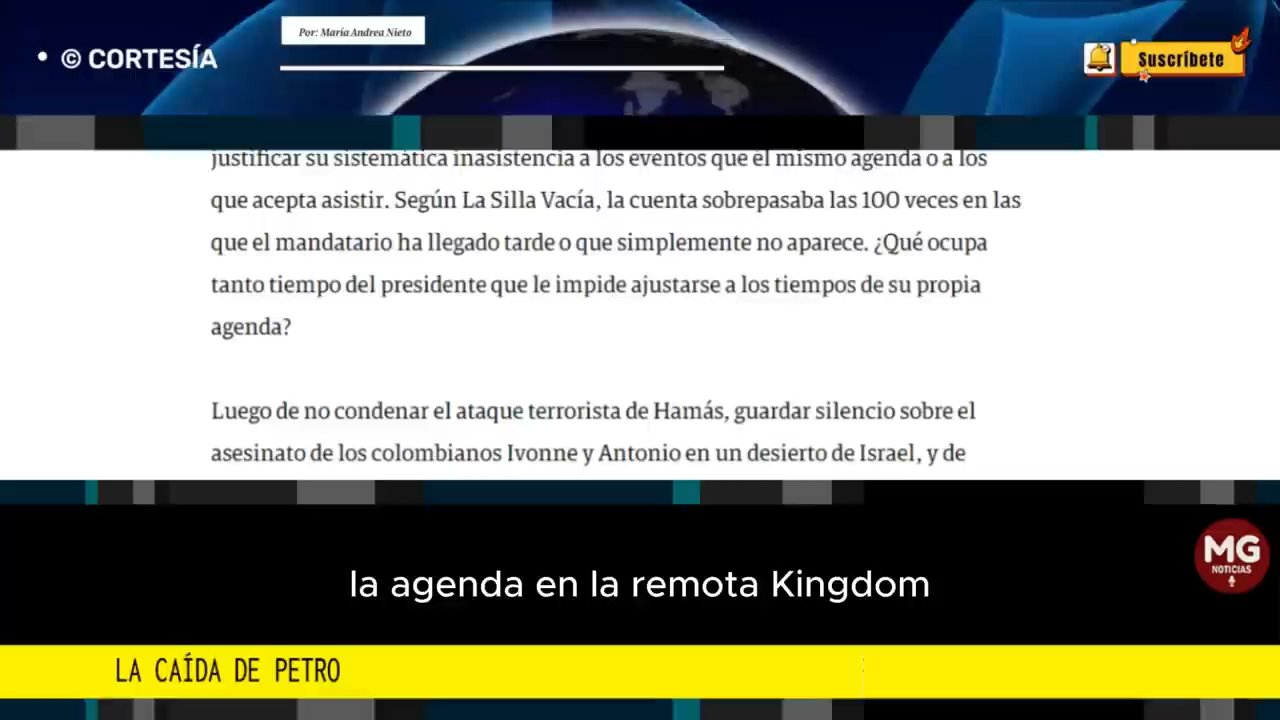 Por: María Andrea Nieto
• © CORTESÍA
Suscríbete
justificar su sistemática inasistencia a los eventos que él mismo agenda o a los
que acepta asistir. Según La Silla Vacía, la cuenta sobrepasaba las 100 veces en las
que el mandatario ha llegado tarde o que simplemente no aparece. ¿Qué ocupa
tanto tiempo del presidente que le impide ajustarse a los tiempos de su propia
agenda?
Luego de no condenar el ataque terrorista de Hamás, guardar silencio sobre el
asesinato de los colombianos Ivonne y Antonio en un desierto de Israel, y de
MG
NOTICIAS
la agenda en la remota Kingdom
LA CAÍDA DE PETRO